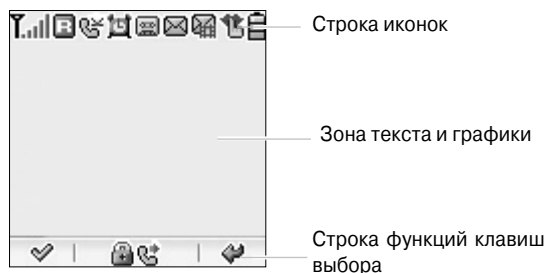 Строка иконок
Зона текста и графики
Строка функций клавиш
выбора